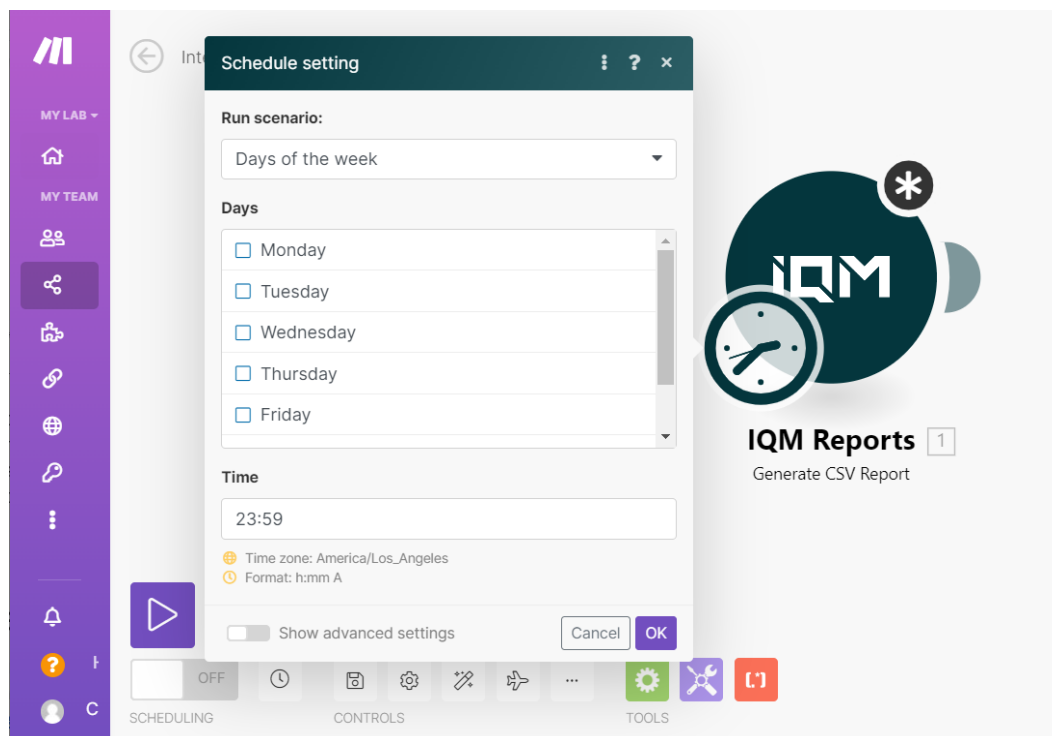 Inte
Schedule setting
MY LAB
Run scenario:
Days of the week
MY TEAM
Days
Monday
Tuesday
Wednesday
Thursday
Friday
Time
23:59
Time zone: America/Los_Angeles
Format: h:mm A
Show advanced settings
Cancel
OK
IQM
IQM Reports 1
Generate CSV Report
OFF
SCHEDULING
CONTROLS
TOOLS
C